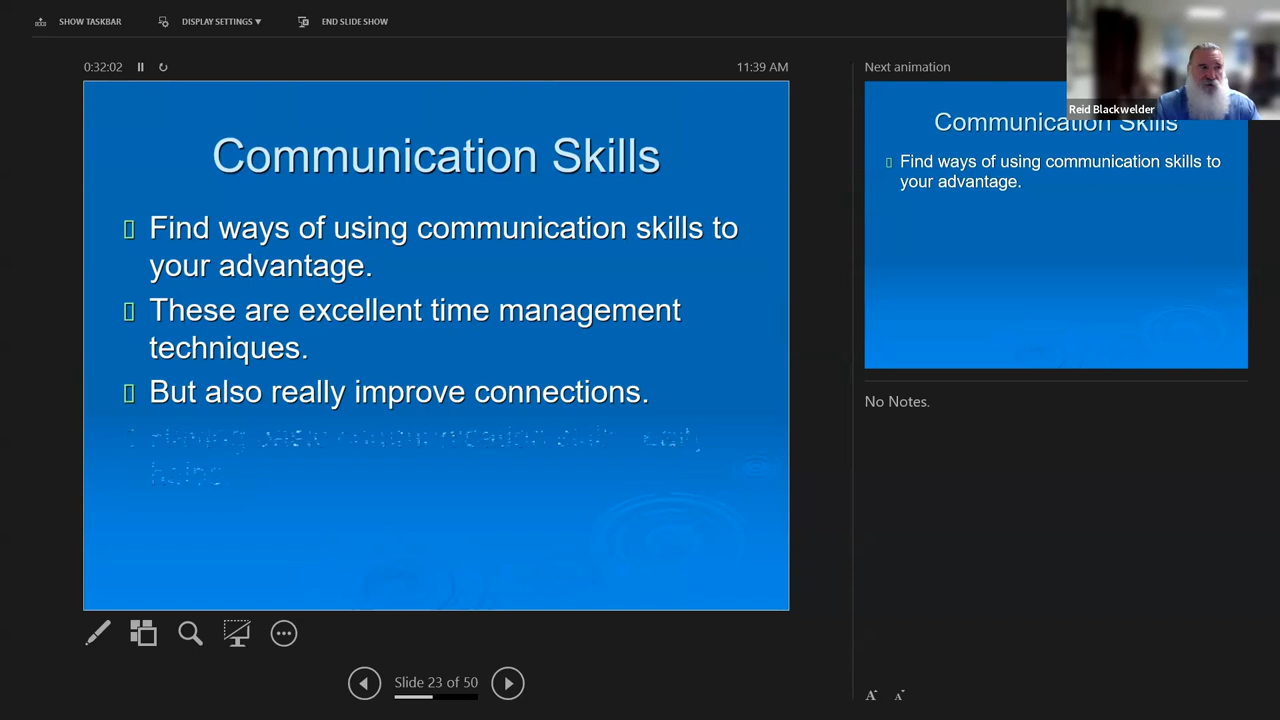 SHOW TASKBAR
DISPLAY SETTINGS
END SLIDE SHOW
0:32:02
11:39 AM
Communication Skills
Find ways of using communication skills to
your advantage.
These are excellent time management
techniques.
But also really improve connections.
Slide 23 of 50
Next animation
Reid Blackwelder
Communication Skills
Find ways of using communication skills to
your advantage.
No Notes.